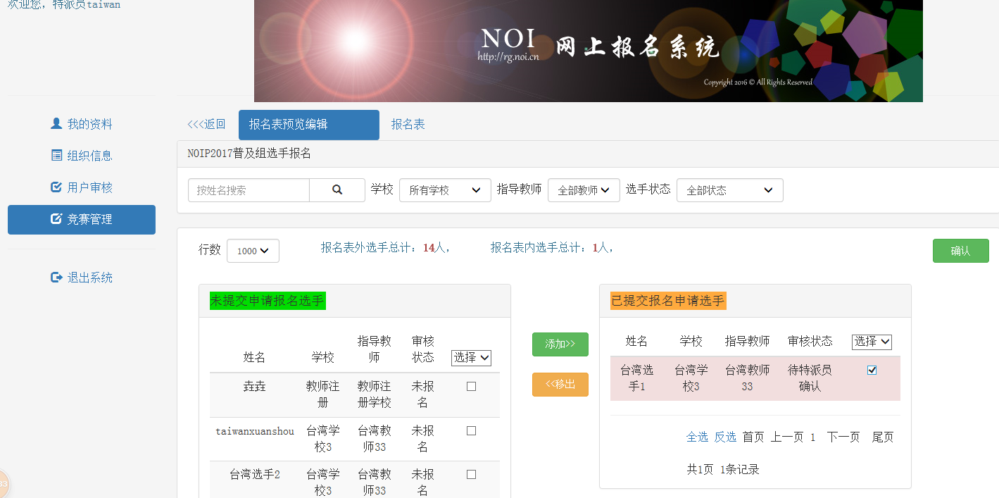 欢迎您，特派员taiwan
NOI
http://rg.noi.cn
网上报名系统
Copyright 2016 © All Rights Reserved
我的资料
组织信息
用户审核
竞赛管理
退出系统
<<<返回 报名表预览编辑 报名表
NOIP2017普及组选手报名
按姓名搜索 学校 所有学校 指导教师 全部教师 选手状态 全部状态
行数 1000 报名表外选手总计：14人， 报名表内选手总计：1人， 确认
未提交申请报名选手
姓名 学校 指导教师 审核状态 选择
垚垚 教师注册 教师注册学校 未报名
taiwanxuanshou 台湾学校3 台湾教师33 未报名
台湾选手2 台湾学校3 台湾教师33 未报名
添加>>
<<移出
已提交报名申请选手
姓名 学校 指导教师 审核状态 选择
台湾选手1 台湾学校3 台湾教师33 待特派员确认
全选 反选 首页 上一页 1 下一页 尾页
共1页 1条记录
33